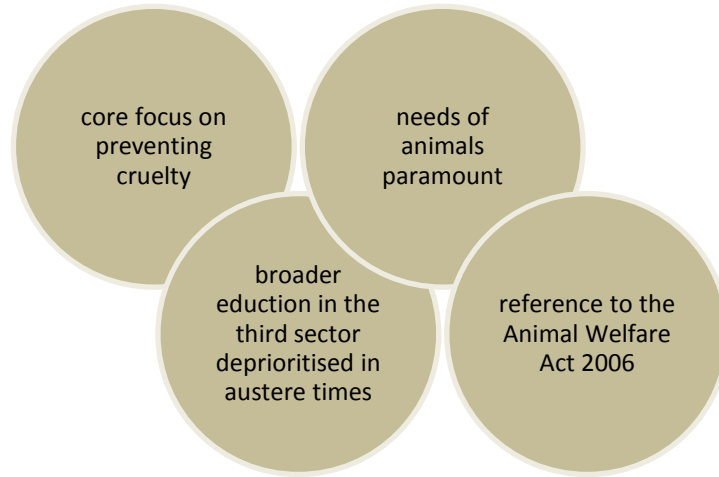 core focus on
preventing
cruelty
needs of
animals
paramount
broader
eduction in the
third sector
deprioritised in
austere times
reference to the
Animal Welfare
Act 2006